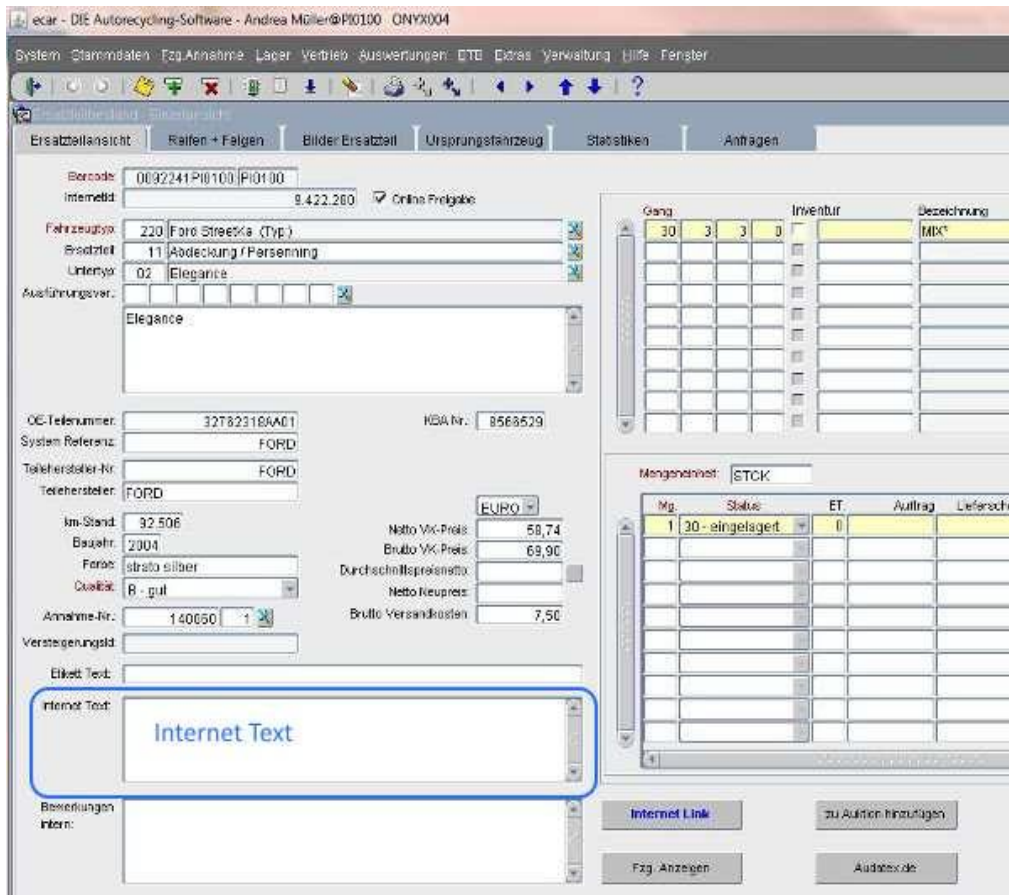 ecar - DIE Autorecycling-Software - Andrea Müller@PI0100 ONYX004
System Stammdaten Fzg.Annahme Lager Vertrieb Auswertungen ETB Extras Verwaltung Hilfe Fenster
Ersatzteilansicht Reifen + Felgen Bilder Ersatzteil Ursprungsfahrzeug Statistiken Anfragen
Barcode: 0092241PI0100 PI0100
Internetid: 9.422.280 Online Freigabe
Gang Inventur Bezeichnung
Fahrzeugtyp: 220 Ford StreetKa (Typ ) 30 3 3 0 MIX*
Ersatzteil: 11 Abdeckung / Persenning
Untertyp: 02 Elegance
Ausführungsvar.:
Elegance
OE-Teilenummer: KBA Nr.: 8566529
System Referenz: FORD
Teilehersteller-Nr: FORD
Mengeneinheit: STCK
Teilehersteller: FORD
EURO
Mg. Status ET. Auftrag Liefersch
km-Stand: 92.506 Netto VK-Preis: 58,74 1 30 - eingelagert 0
Baujahr: 2004 Brutto VK-Preis: 69,90
Farbe: strato silber Durchschnittspreisnetto:
Qualität: B - gut Netto Neupreis:
Annahme-Nr.: 140060 1 Brutto Versandkosten: 7,50
Versteigerungsid:
Etikett Text:
Internet Text:
Internet Text
Bemerkungen intern:
Internet Link zu Auktion hinzufügen
Fzg. Anzeigen Audatex.de